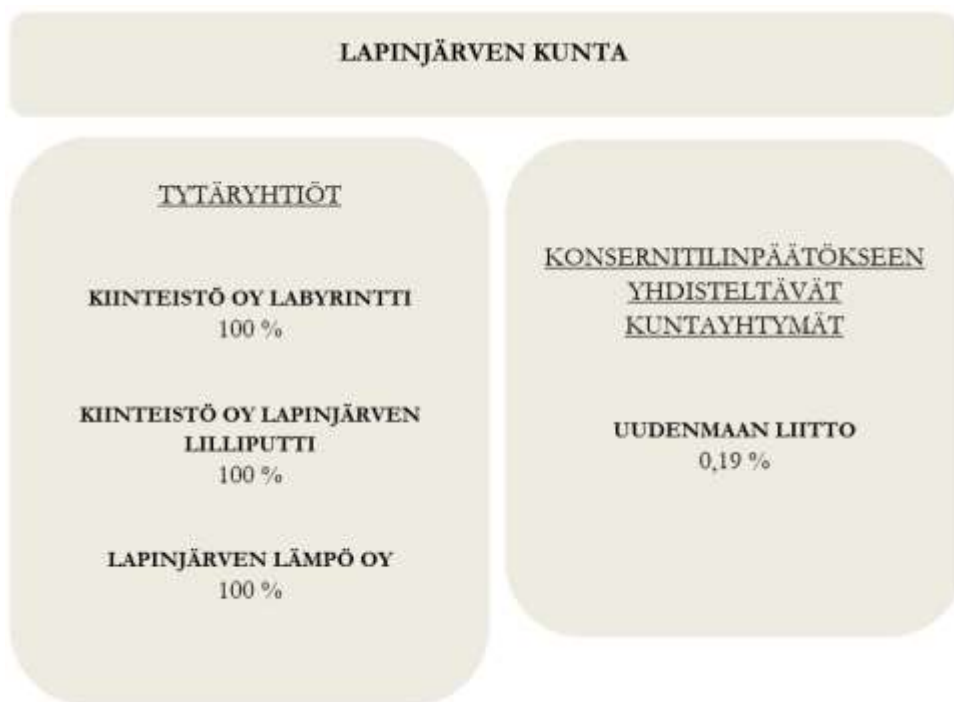 LAPINJÄRVEN KUNTA
TYTÄRYHTIÖT
KIINTEISTÖ OY LABYRINTTI
100 %
KIINTEISTÖ OY LAPINJÄRVEN
LILLIPUTTI
100 %
LAPINJÄRVEN LÄMPÖ OY
100 %
KONSERNITILINPÄÄTÖKSEEN
YHDISTELTÄVÄT
KUNTAYHTYMÄT
UUDENMAAN LIITTO
0,19 %